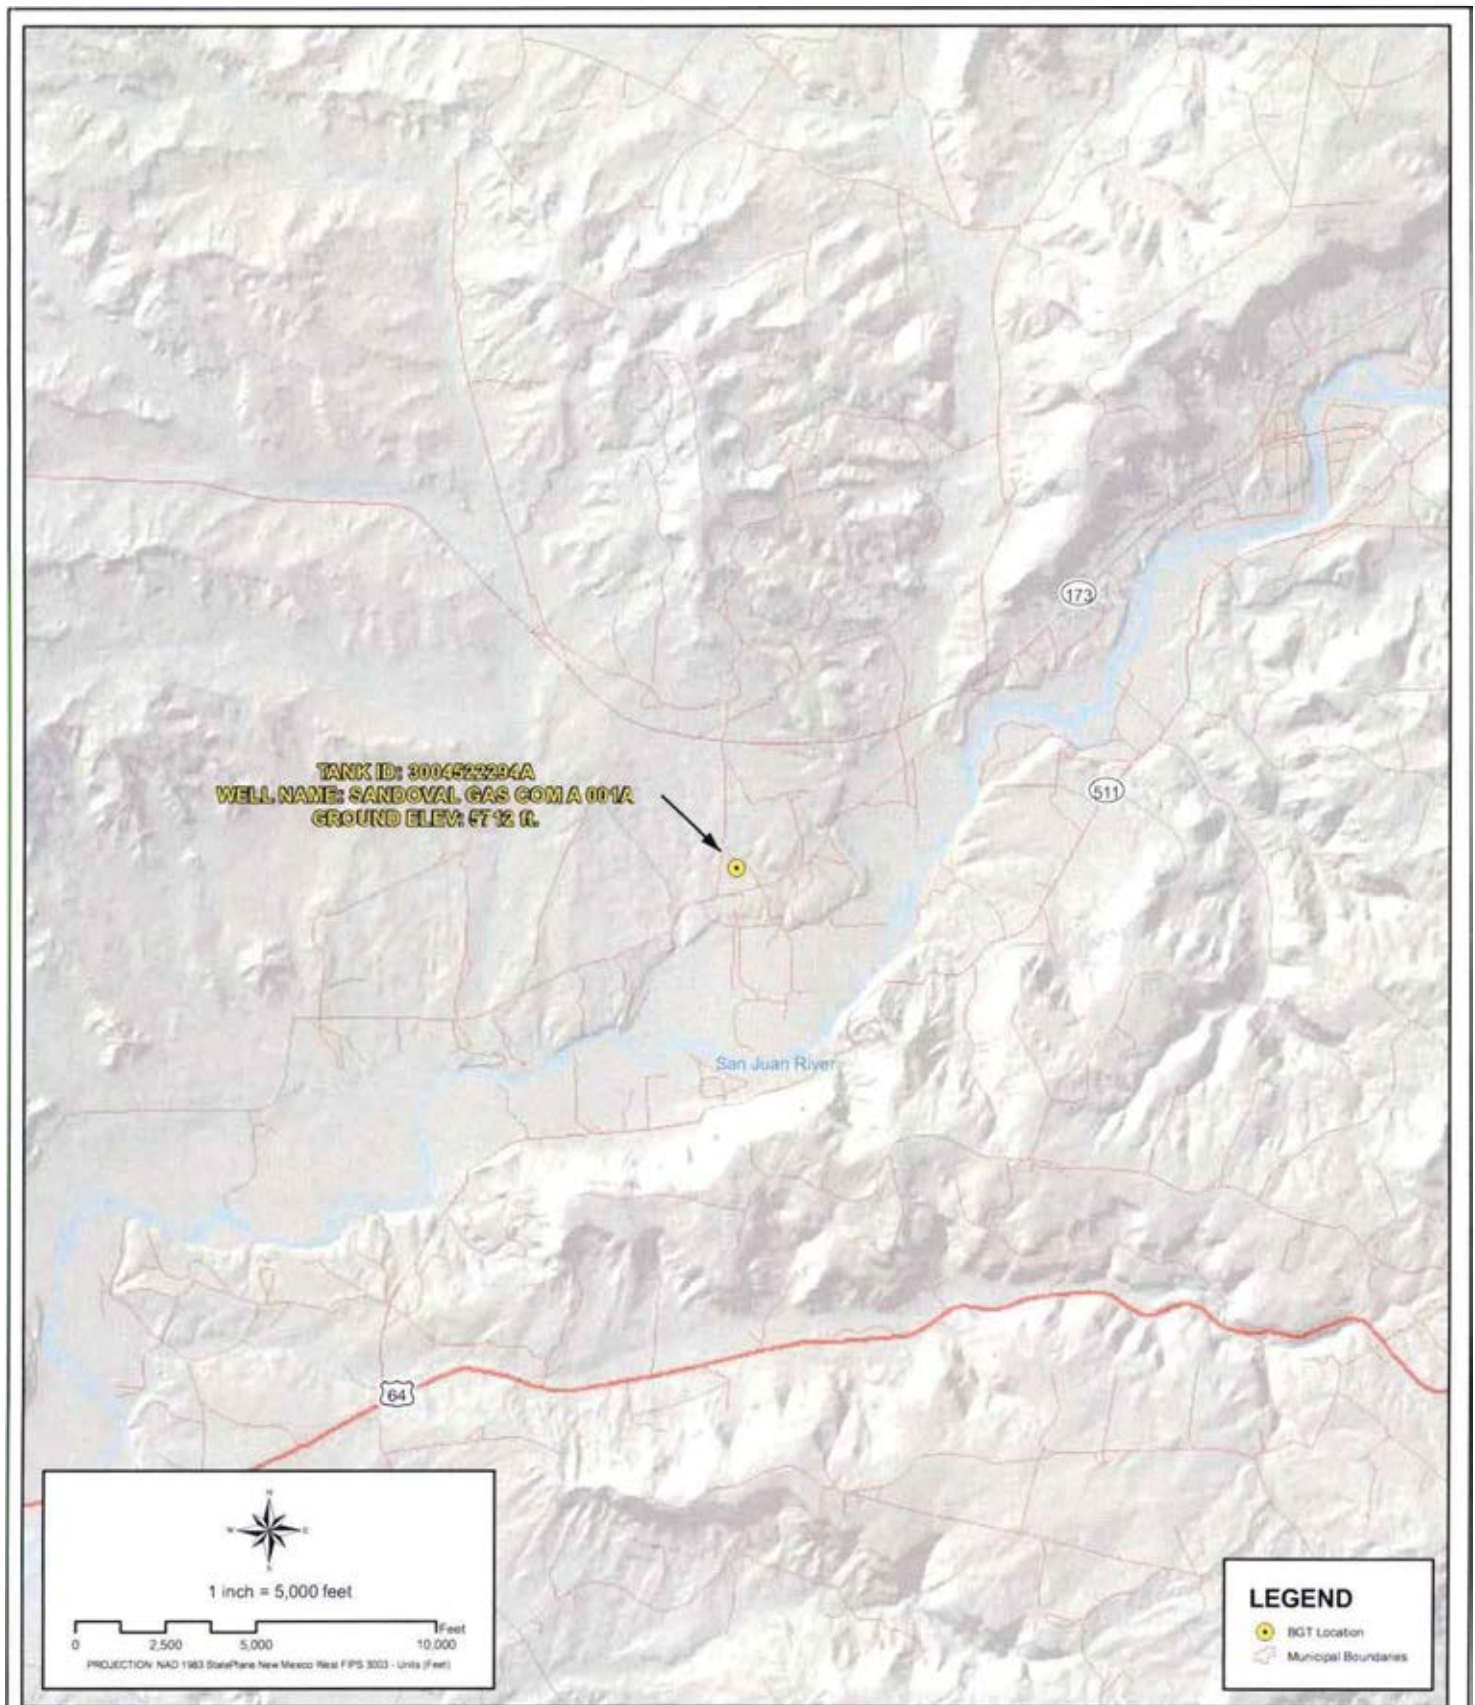 173
TANK ID: 3004522294A
WELL NAME: SANDOVAL GAS COM A 001A
GROUND ELEV: 5712 ft.
511
San Juan River
64
N
W E
S
1 inch = 5,000 feet
Feet
0 2,500 5,000 10,000
PROJECTION: NAD 1983 StatePlane New Mexico West FIPS 3003 - Units (Feet)
LEGEND
BGT Location
Municipal Boundaries